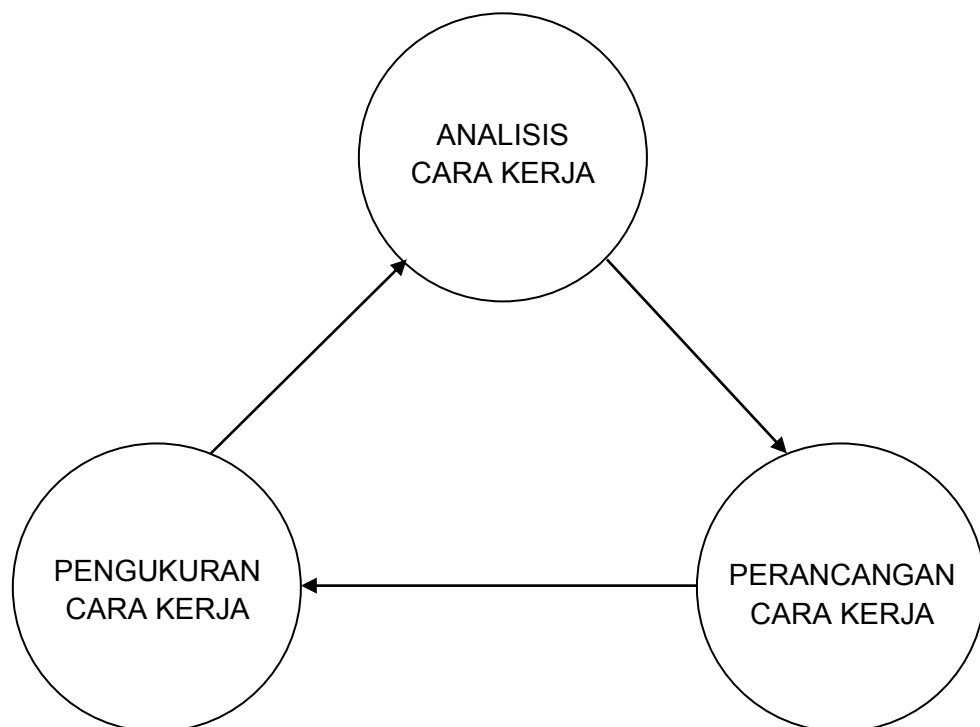 ANALISIS
CARA KERJA
PENGUKURAN
CARA KERJA
PERANCANGAN
CARA KERJA